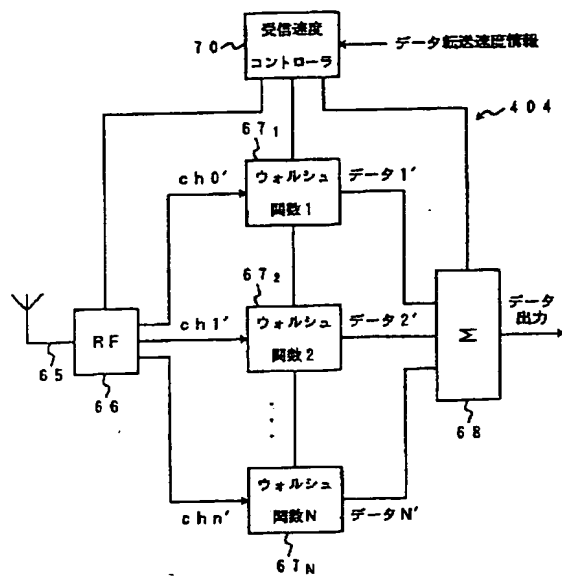 70
受信速度
コントローラ
データ転送速度情報
404
67₁
ch0′
ウォルシュ
関数1
データ1′
67₂
ch1′
ウォルシュ
関数2
データ2′
RF
65
66
Σ
データ
出力
68
chn′
ウォルシュ
関数N
データN′
67N